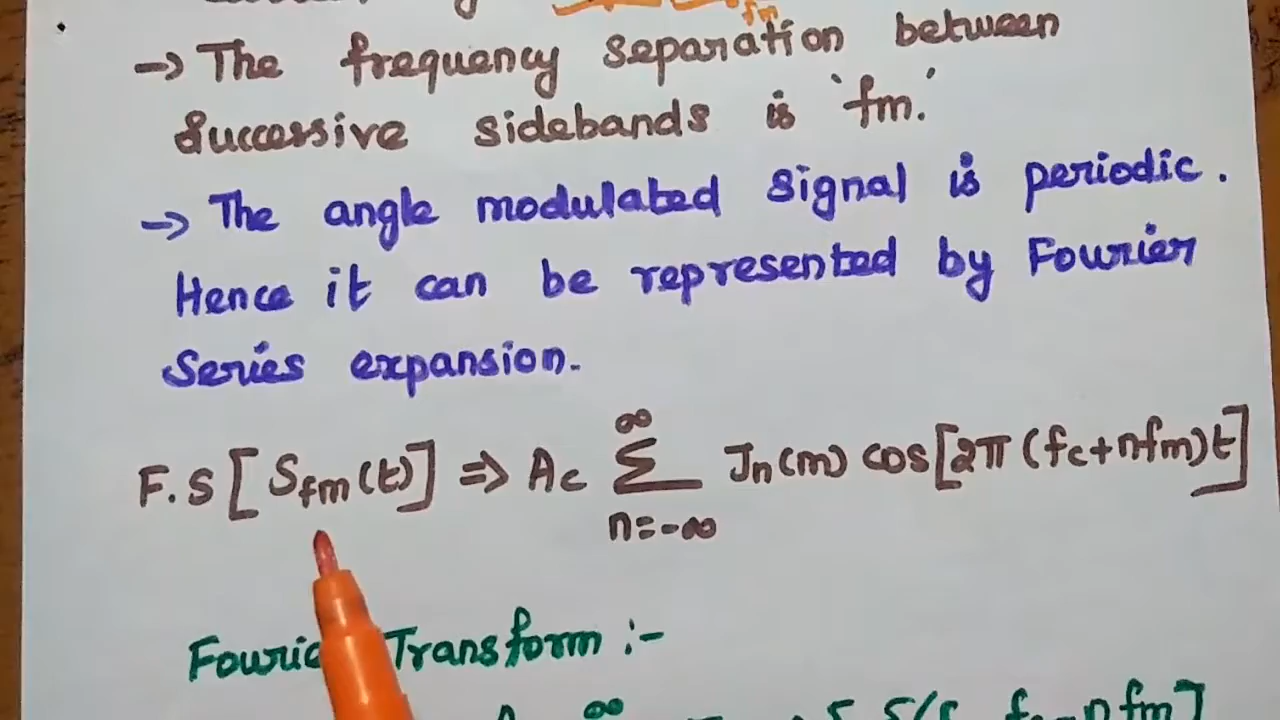 fm
→ The frequency separation between
Successive sidebands is 'fm.'
→ The angle modulated Signal is periodic.
Hence it can be represented by Fourier
Series expansion.
F.S [ Sfm(t)] => Ac ∞∑n=-∞ Jn(m) cos[2π(fc+nfm)t]
Transform :-
∞